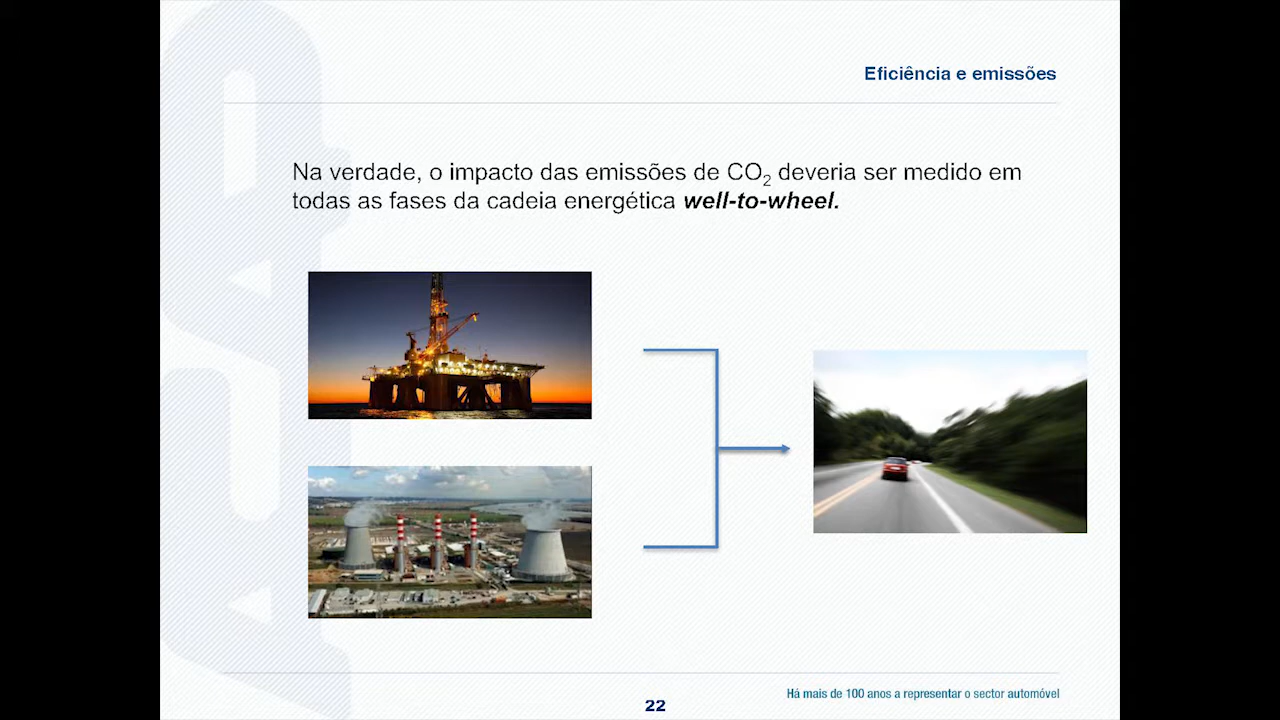 Eficiência e emissões
Na verdade, o impacto das emissões de CO₂ deveria ser medido em
todas as fases da cadeia energética well-to-wheel.
Há mais de 100 anos a representar o sector automóvel
22